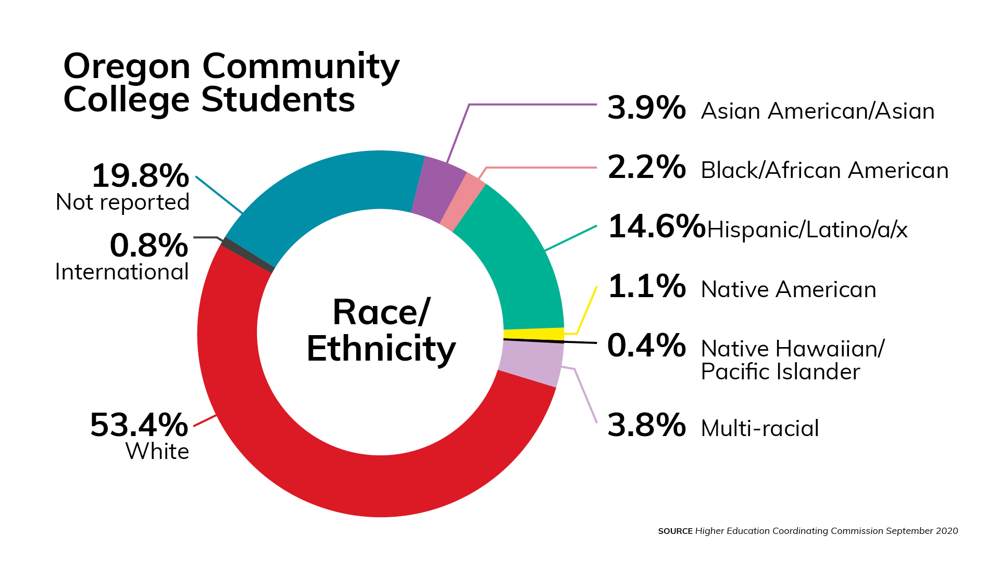 Oregon Community
College Students
19.8%
Not reported
0.8%
International
53.4%
White
Race/
Ethnicity
3.9% Asian American/Asian
2.2% Black/African American
14.6% Hispanic/Latino/a/x
1.1% Native American
0.4% Native Hawaiian/
Pacific Islander
3.8% Multi-racial
SOURCE Higher Education Coordinating Commission September 2020